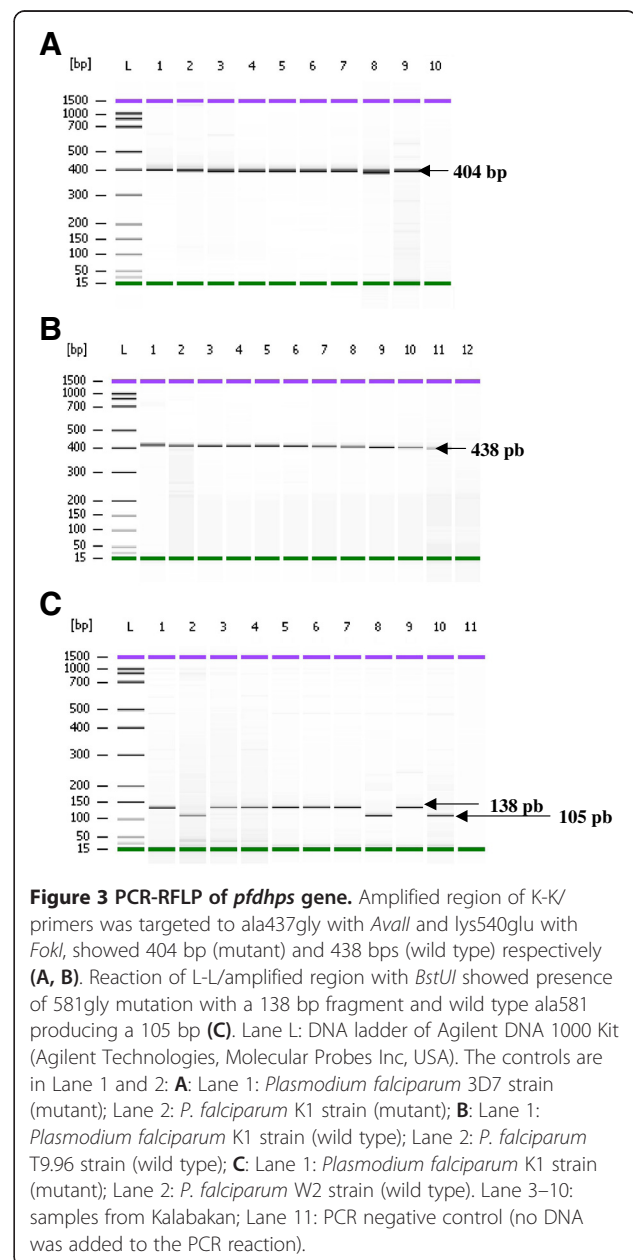 A
[bp] L 1 2 3 4 5 6 7 8 9 10
1500
1000
700
500
400
404 bp
300
200
150
100
50
15
B
[bp] L 1 2 3 4 5 6 7 8 9 10 11 12
1500
1000
700
500
400
438 pb
300
200
150
100
50
15
C
[bp] L 1 2 3 4 5 6 7 8 9 10 11
1500
1000
700
500
400
300
200
150
138 pb
100
105 pb
50
15
Figure 3 PCR-RFLP of pfdhps gene. Amplified region of K-K/
primers was targeted to ala437gly with AvaII and lys540glu with
FokI, showed 404 bp (mutant) and 438 bps (wild type) respectively
(A, B). Reaction of L-L/amplified region with BstUI showed presence
of 581gly mutation with a 138 bp fragment and wild type ala581
producing a 105 bp (C). Lane L: DNA ladder of Agilent DNA 1000 Kit
(Agilent Technologies, Molecular Probes Inc, USA). The controls are
in Lane 1 and 2: A: Lane 1: Plasmodium falciparum 3D7 strain
(mutant); Lane 2: P. falciparum K1 strain (mutant); B: Lane 1:
Plasmodium falciparum K1 strain (wild type); Lane 2: P. falciparum
T9.96 strain (wild type); C: Lane 1: Plasmodium falciparum K1 strain
(mutant); Lane 2: P. falciparum W2 strain (wild type). Lane 3–10:
samples from Kalabakan; Lane 11: PCR negative control (no DNA
was added to the PCR reaction).